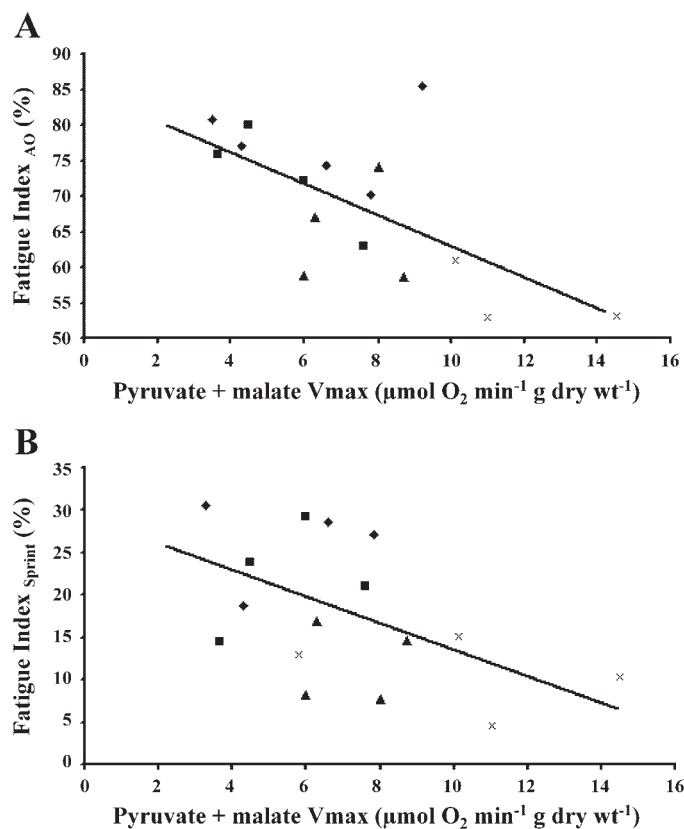 A
Fatigue Index AO (%)
90
85
80
75
70
65
60
55
50
0 2 4 6 8 10 12 14 16
Pyruvate + malate Vmax (µmol O₂ min⁻¹ g dry wt⁻¹)
B
Fatigue Index Sprint (%)
35
30
25
20
15
10
5
0
0 2 4 6 8 10 12 14 16
Pyruvate + malate Vmax (µmol O₂ min⁻¹ g dry wt⁻¹)